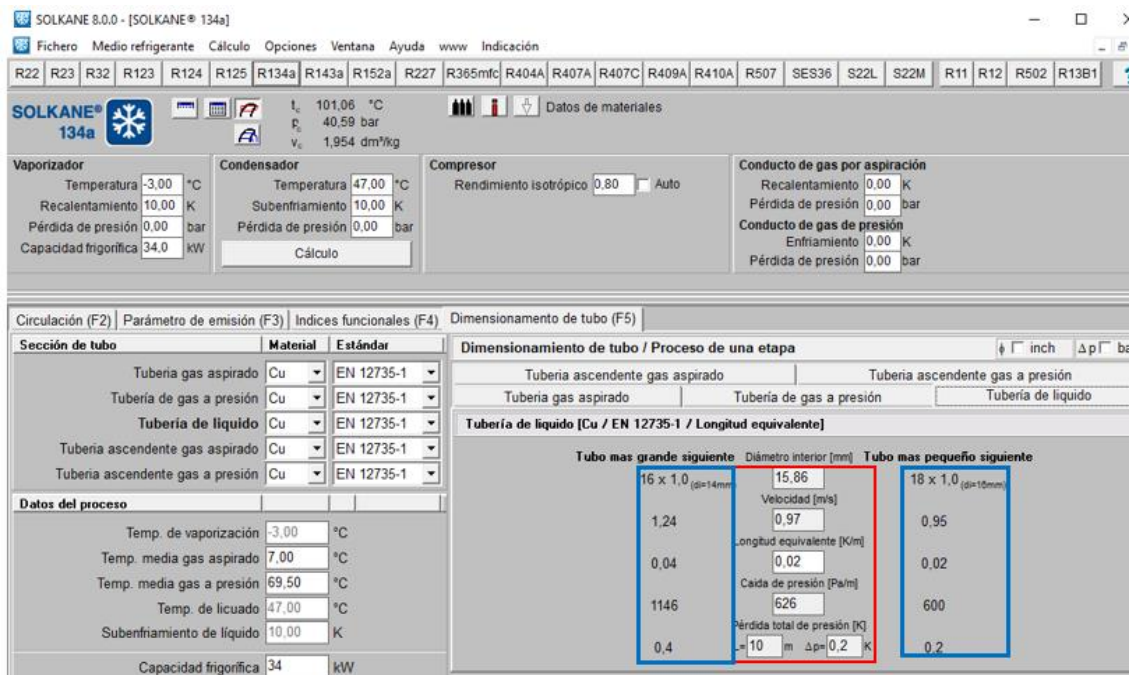 SOLKANE 8.0.0 - [SOLKANE® 134a]
Fichero Medio refrigerante Cálculo Opciones Ventana Ayuda www Indicación
R22 R23 R32 R123 R124 R125 R134a R143a R152a R227 R365mfc R404A R407A R407C R409A R410A R507 SES36 S22L S22M R11 R12 R502 R13B1 ?
SOLKANE® 134a
tc 101,06 °C
pc 40,59 bar
vc 1,954 dm³/kg
Datos de materiales
Vaporizador
Temperatura -3,00 °C
Recalentamiento 10,00 K
Pérdida de presión 0,00 bar
Capacidad frigorífica 34,0 kW
Condensador
Temperatura 47,00 °C
Subenfriamiento 10,00 K
Pérdida de presión 0,00 bar
Cálculo
Compresor
Rendimiento isotrópico 0,80 Auto
Conducto de gas por aspiración
Recalentamiento 0,00 K
Pérdida de presión 0,00 bar
Conducto de gas de presión
Enfriamiento 0,00 K
Pérdida de presión 0,00 bar
Circulación (F2) Parámetro de emisión (F3) Indices funcionales (F4) Dimensionamento de tubo (F5)
Sección de tubo Material Estándar
Tuberia gas aspirado Cu EN 12735-1
Tubería de gas a presión Cu EN 12735-1
Tubería de liquido Cu EN 12735-1
Tuberia ascendente gas aspirado Cu EN 12735-1
Tuberia ascendente gas a presión Cu EN 12735-1
Datos del proceso
Temp. de vaporización -3,00 °C
Temp. media gas aspirado 7,00 °C
Temp. media gas a presión 69,50 °C
Temp. de licuado 47,00 °C
Subenfriamiento de líquido 10,00 K
Capacidad frigorífica 34 kW
Dimensionamiento de tubo / Proceso de una etapa ϕ inch Δp ba
Tuberia ascendente gas aspirado Tuberia ascendente gas a presión
Tuberia gas aspirado Tubería de gas a presión Tubería de liquido
Tubería de liquido [Cu / EN 12735-1 / Longitud equivalente]
Tubo mas grande siguiente Diámetro interior [mm] Tubo mas pequeño siguiente
16 x 1,0 (di=14mm) 15,86 18 x 1,0 (di=16mm)
Velocidad [m/s]
1,24 0,97 0,95
Longitud equivalente [K/m]
0,04 0,02 0,02
Caida de presión [Pa/m]
1146 626 600
Pérdida total de presión [K]
0,4 L= 10 m Δp= 0,2 K 0,2